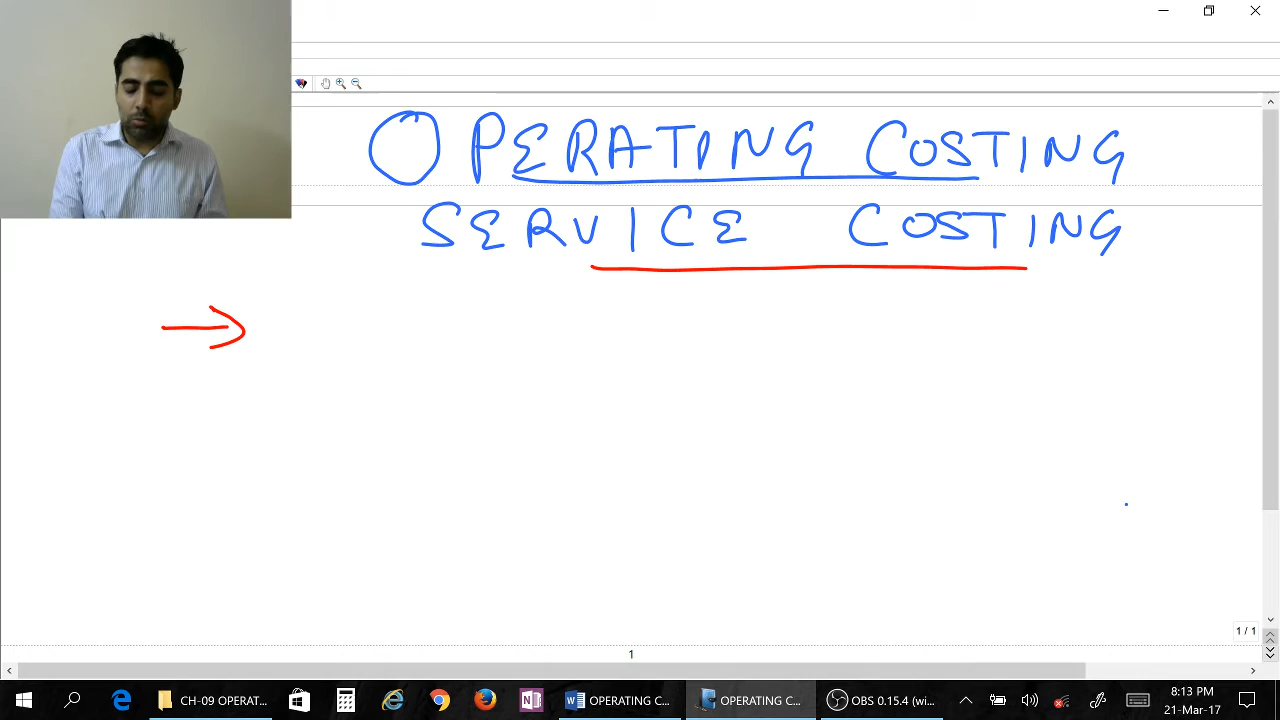 OPERATING COSTING
SERVICE COSTING
1 / 1
1
CH-09 OPERAT...
OPERATING C...
OPERATING C...
OBS 0.15.4 (wi...
8:13 PM
21-Mar-17